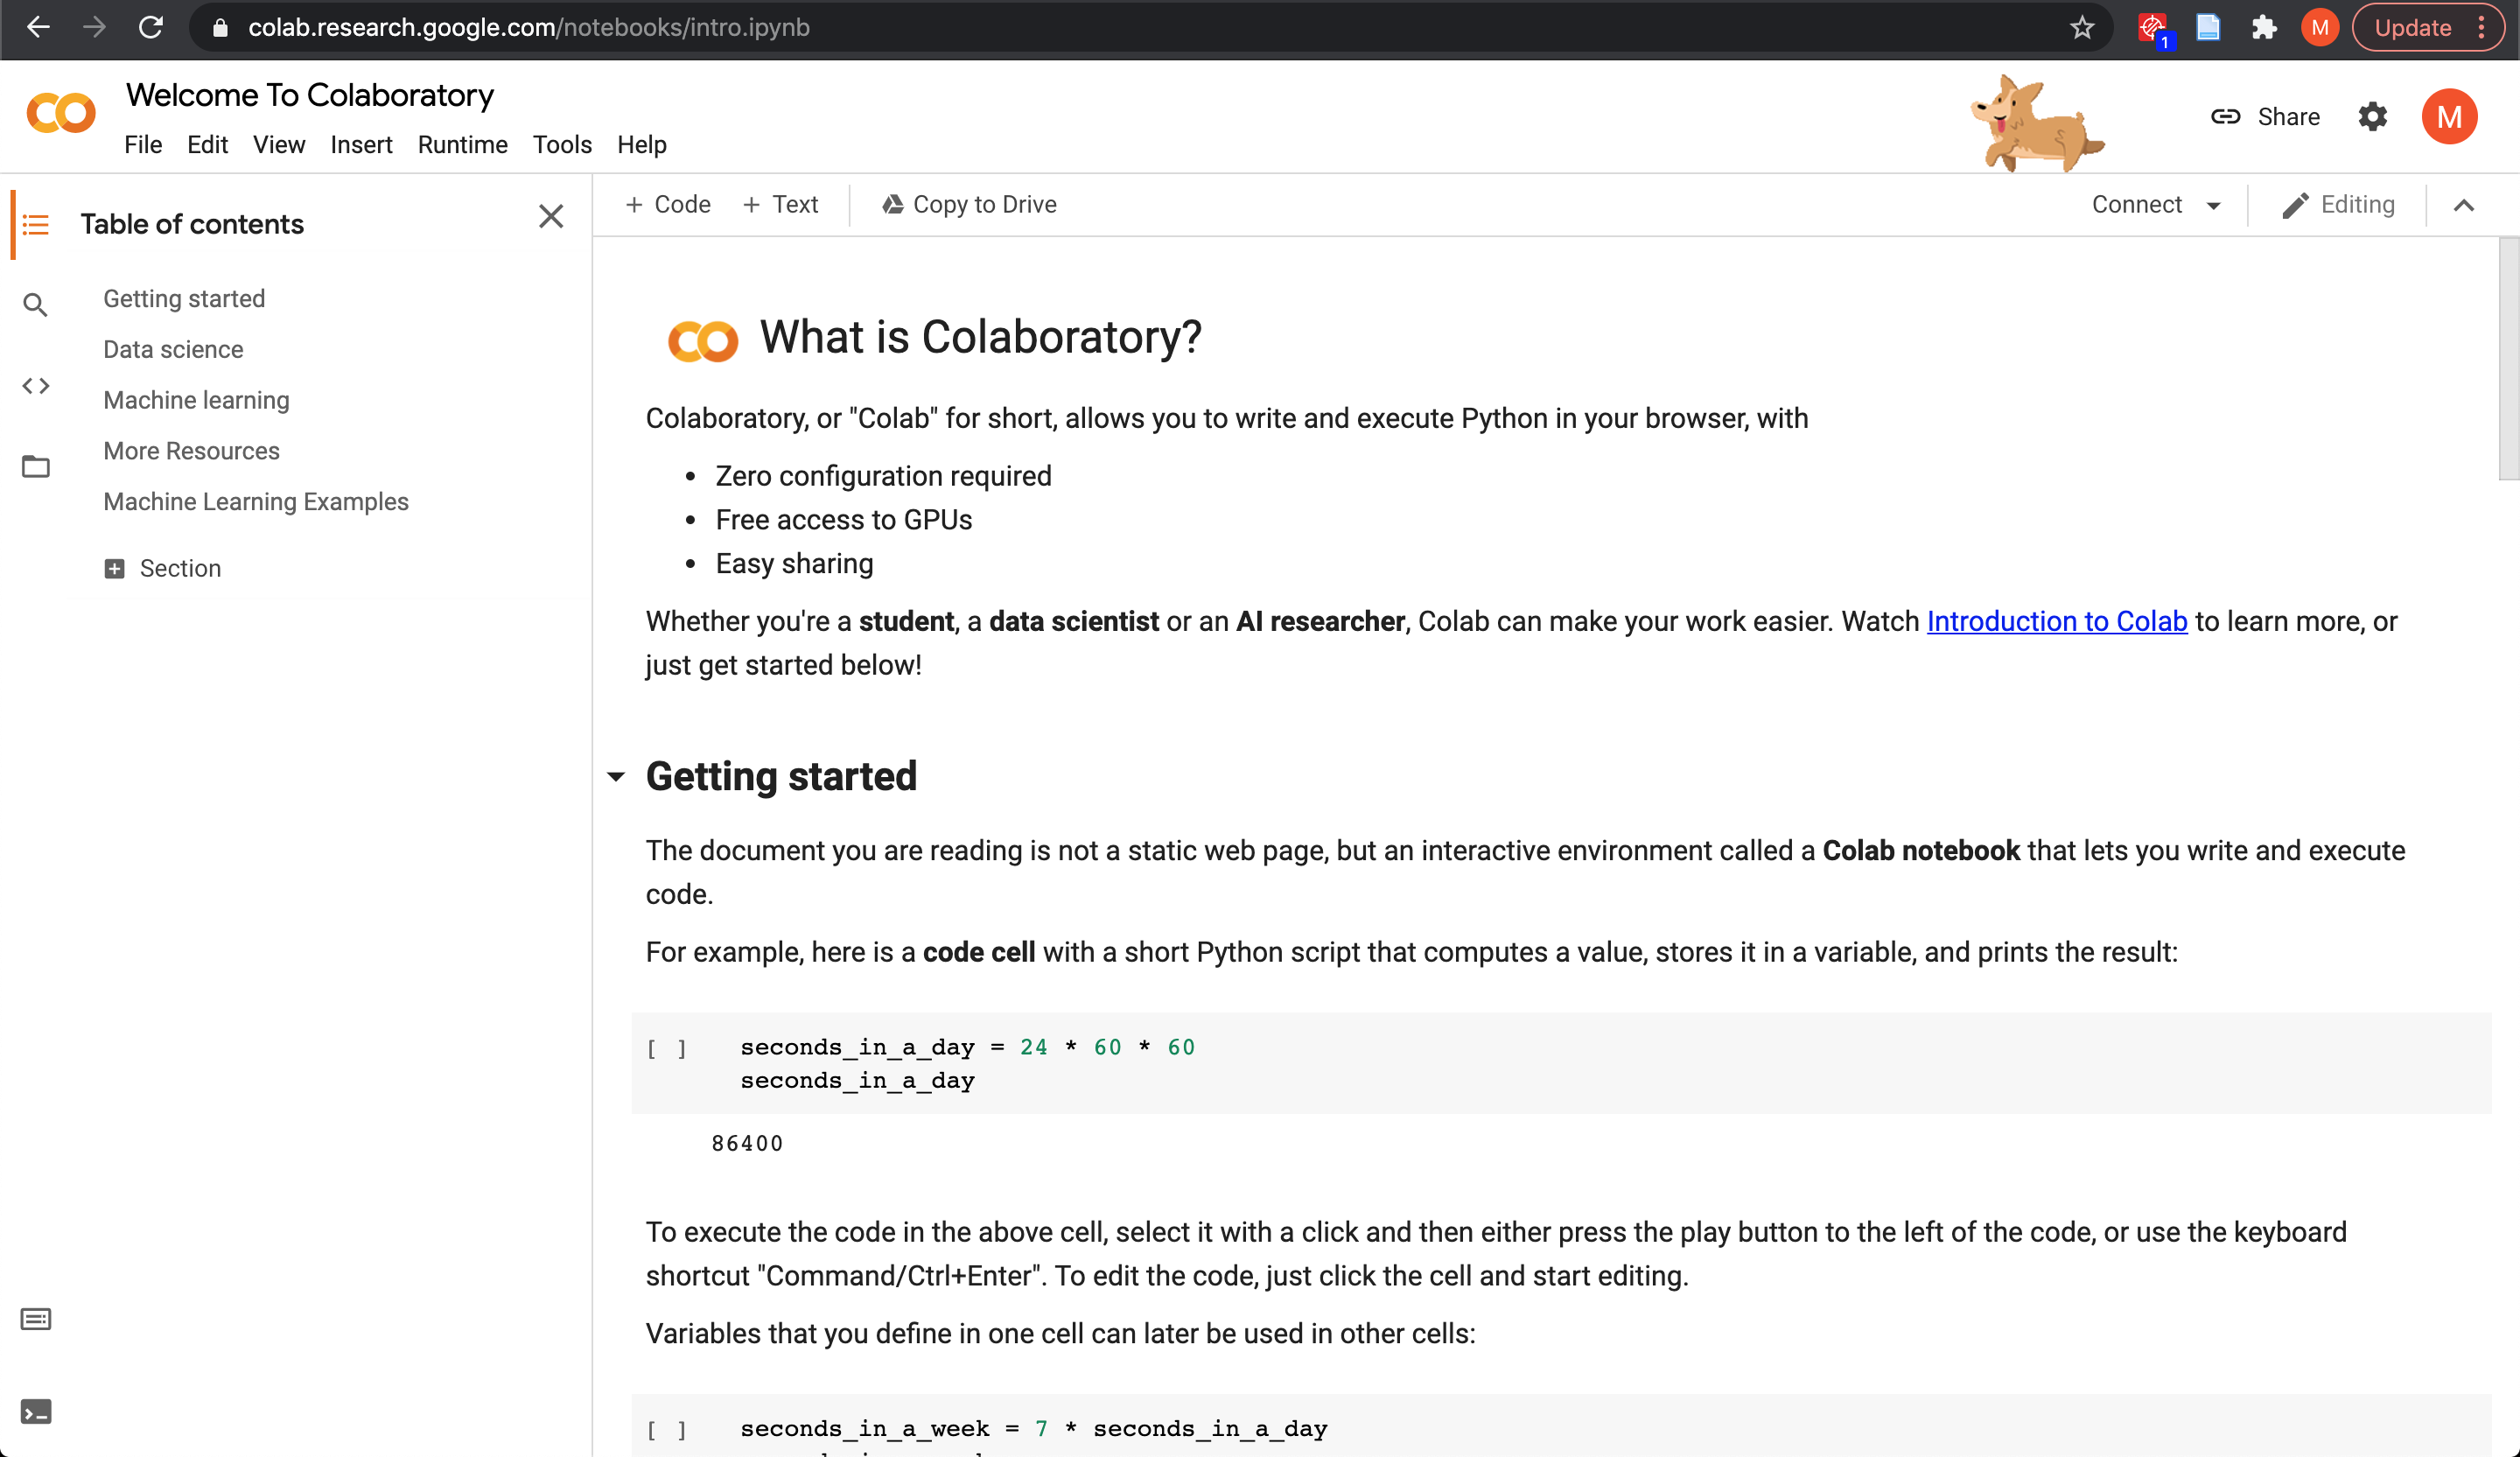 colab.research.google.com/notebooks/intro.ipynb
1
M
Update
Welcome To Colaboratory
File Edit View Insert Runtime Tools Help
Share
M
Table of contents
Getting started
Data science
Machine learning
More Resources
Machine Learning Examples
Section
+ Code + Text Copy to Drive
Connect
Editing
What is Colaboratory?
Colaboratory, or "Colab" for short, allows you to write and execute Python in your browser, with
• Zero configuration required
• Free access to GPUs
• Easy sharing
Whether you're a student, a data scientist or an AI researcher, Colab can make your work easier. Watch Introduction to Colab to learn more, or
just get started below!
Getting started
The document you are reading is not a static web page, but an interactive environment called a Colab notebook that lets you write and execute
code.
For example, here is a code cell with a short Python script that computes a value, stores it in a variable, and prints the result:
[ ] seconds_in_a_day = 24 * 60 * 60
seconds_in_a_day
86400
To execute the code in the above cell, select it with a click and then either press the play button to the left of the code, or use the keyboard
shortcut "Command/Ctrl+Enter". To edit the code, just click the cell and start editing.
Variables that you define in one cell can later be used in other cells:
[ ] seconds_in_a_week = 7 * seconds_in_a_day